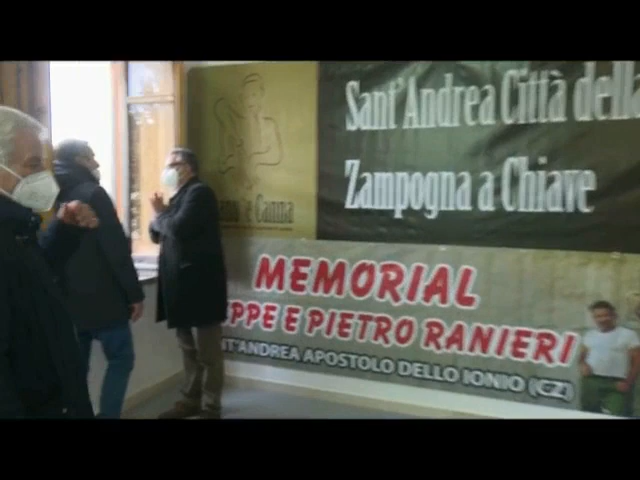 Sant'Andrea Città della
Zampogna a Chiave
e Canna
MEMORIAL
PPE E PIETRO RANIERI
NT'ANDREA APOSTOLO DELLO IONIO (CZ)